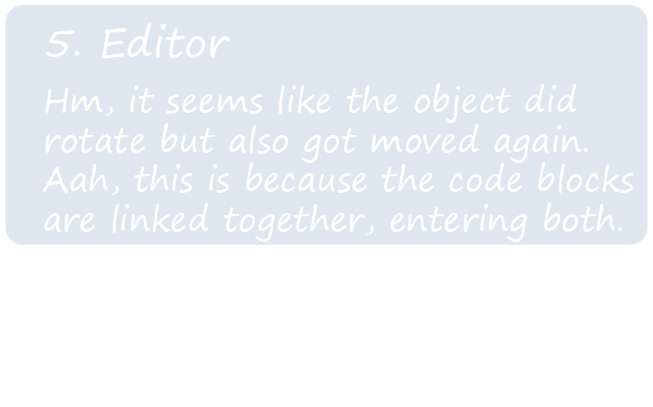 5. Editor
Hm, it seems like the object did
rotate but also got moved again.
Aah, this is because the code blocks
are linked together, entering both.